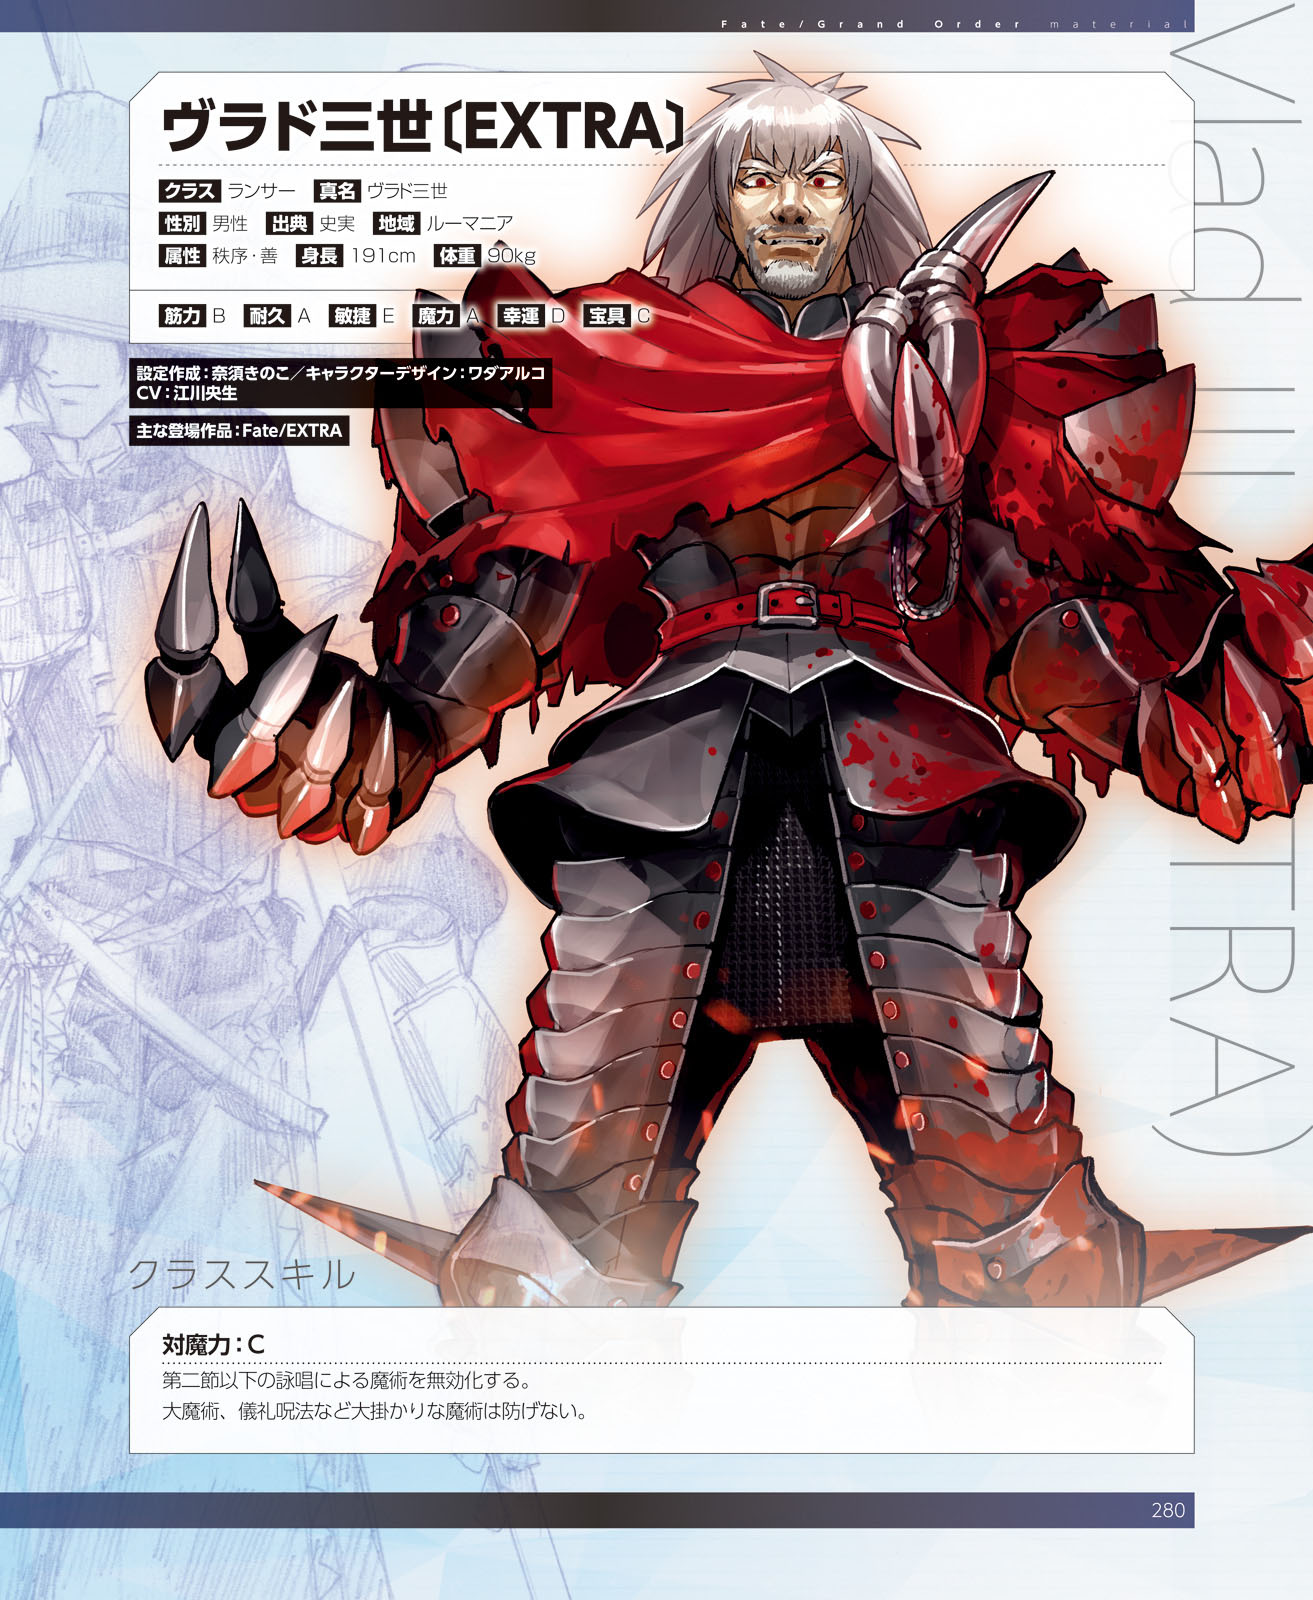 Fate/Grand Order material
ヴラド三世〔EXTRA〕
クラス ランサー 真名 ヴラド三世
性別 男性 出典 史実 地域 ルーマニア
属性 秩序・善 身長 191cm 体重 90kg
筋力 B 耐久 A 敏捷 E 魔力 A 幸運 D 宝具 C
設定作成：奈須きのこ／キャラクターデザイン：ワダアルコ
CV：江川央生
主な登場作品：Fate/EXTRA
Vlad III
TRA)
クラススキル
対魔力：C
第二節以下の詠唱による魔術を無効化する。
大魔術、儀礼呪法など大掛かりな魔術は防げない。
280